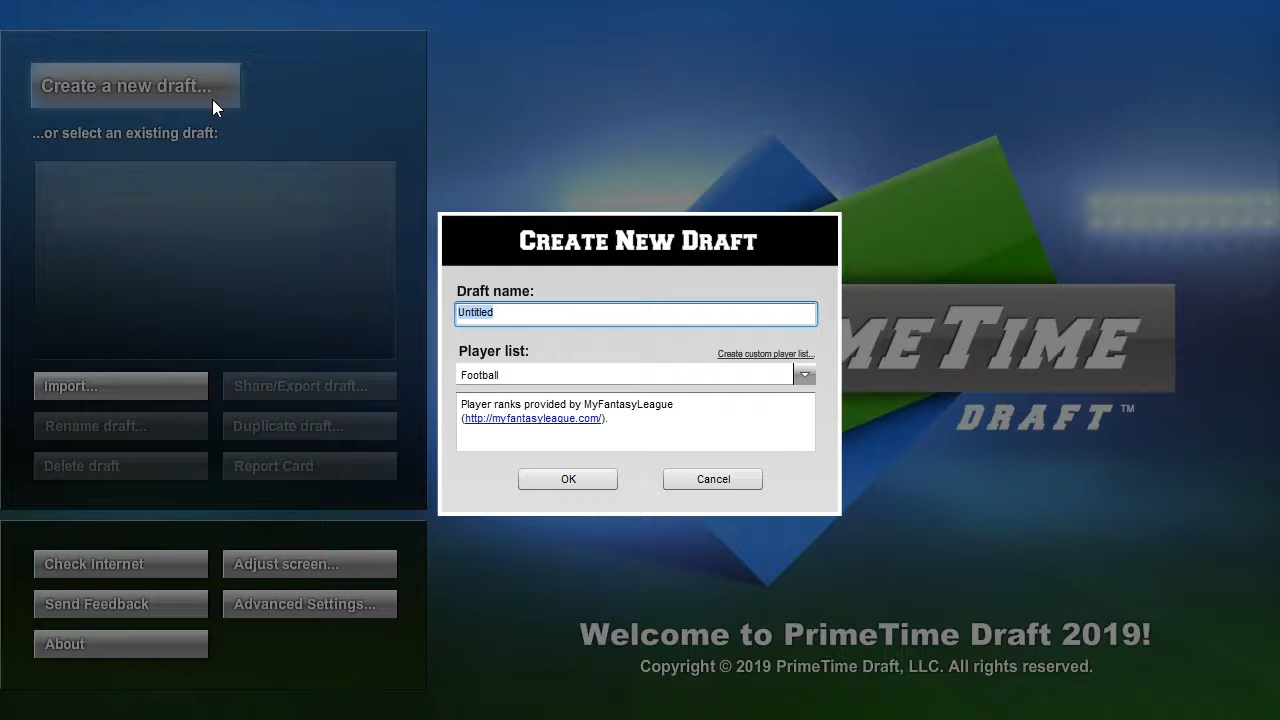 Create a new draft...
...or select an existing draft:
Import...
Share/Export draft...
Rename draft...
Duplicate draft...
Delete draft
Report Card
Check Internet
Adjust screen...
Send Feedback
Advanced Settings...
About
CREATE NEW DRAFT
Draft name:
Untitled
Player list:
Create custom player list...
Football
Player ranks provided by MyFantasyLeague
(http://myfantasyleague.com/).
OK
Cancel
METIME
DRAFT™
Welcome to PrimeTime Draft 2019!
Copyright © 2019 PrimeTime Draft, LLC. All rights reserved.